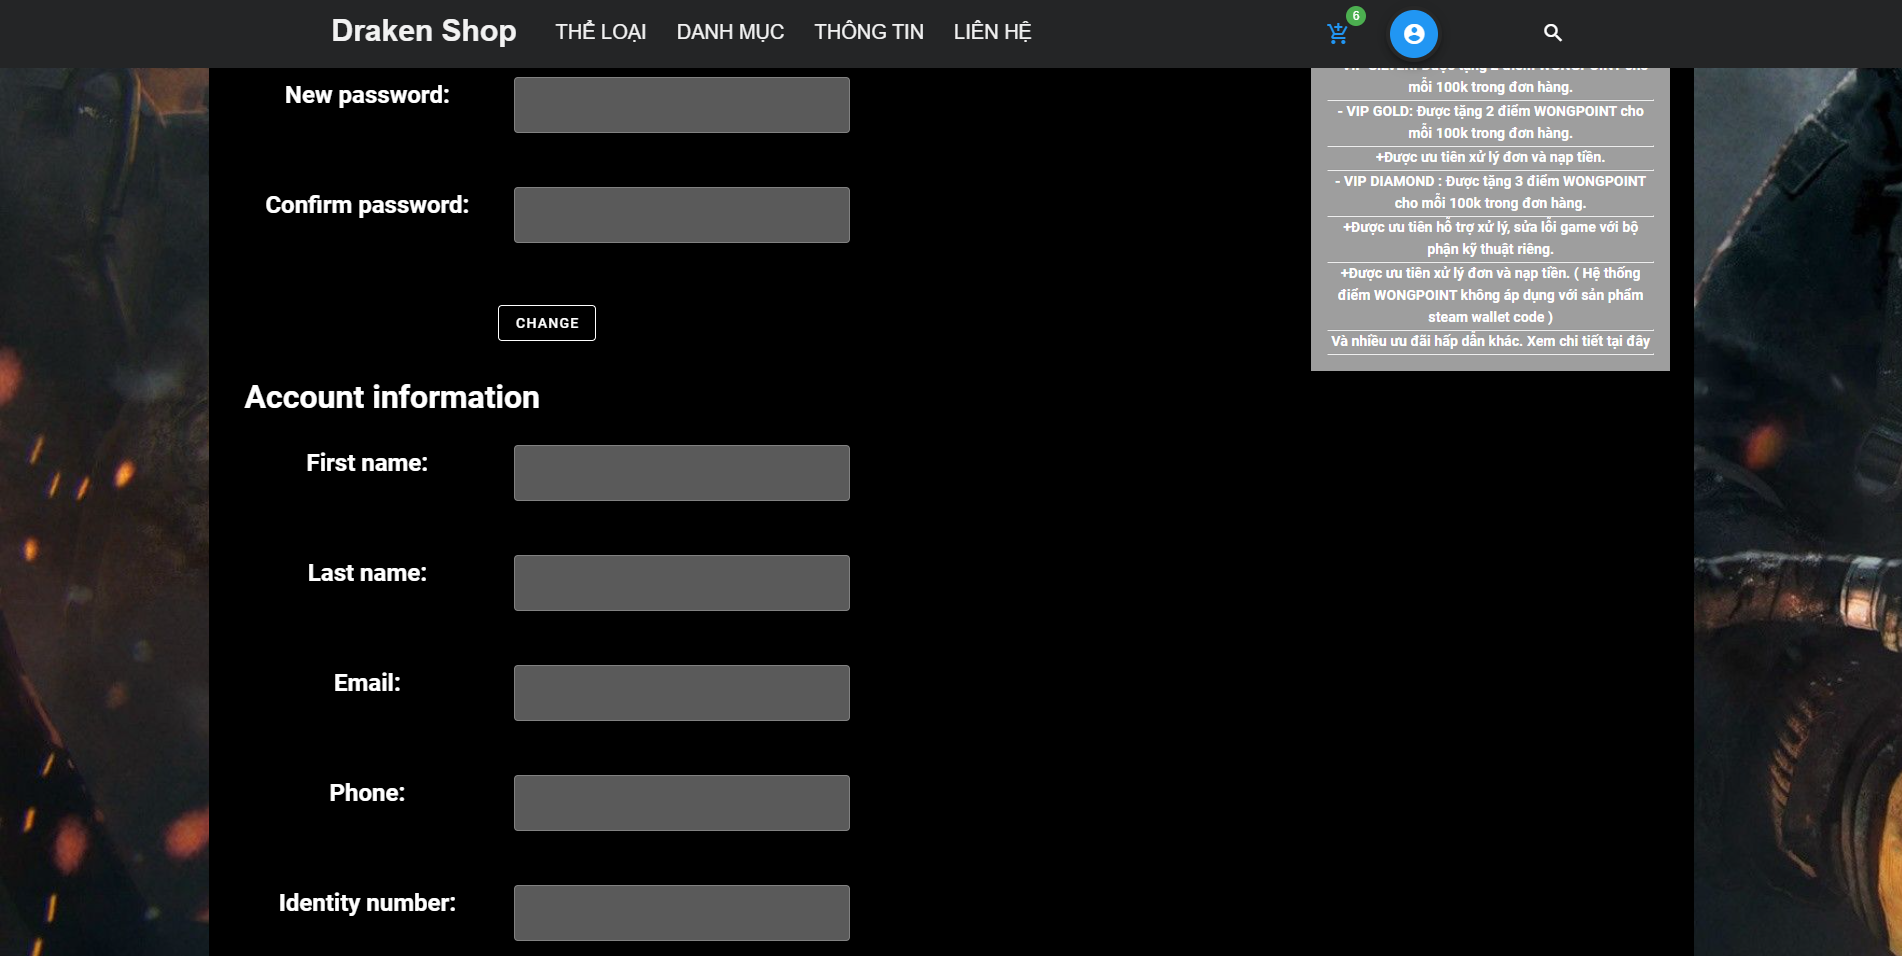 Draken Shop
THỂ LOẠI
DANH MỤC
THÔNG TIN
LIÊN HỆ
6
New password:
Confirm password:
CHANGE
Account information
First name:
Last name:
Email:
Phone:
Identity number:
mỗi 100k trong đơn hàng.
- VIP GOLD: Được tặng 2 điểm WONGPOINT cho
mỗi 100k trong đơn hàng.
+Được ưu tiên xử lý đơn và nạp tiền.
- VIP DIAMOND : Được tặng 3 điểm WONGPOINT
cho mỗi 100k trong đơn hàng.
+Được ưu tiên hỗ trợ xử lý, sửa lỗi game với bộ
phận kỹ thuật riêng.
+Được ưu tiên xử lý đơn và nạp tiền. ( Hệ thống
điểm WONGPOINT không áp dụng với sản phẩm
steam wallet code )
Và nhiều ưu đãi hấp dẫn khác. Xem chi tiết tại đây